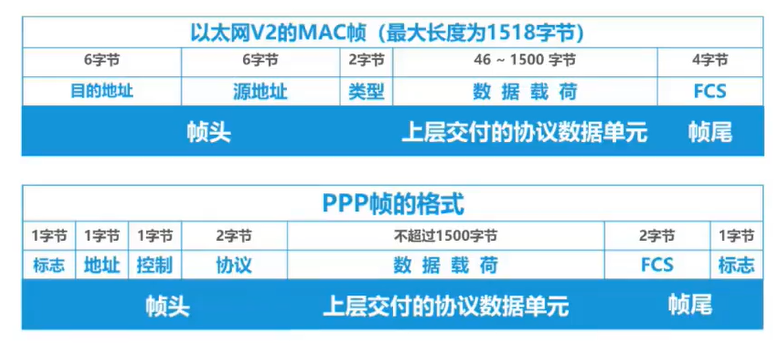 以太网V2的MAC帧（最大长度为1518字节）
6字节 6字节 2字节 46 ~ 1500 字节 4字节
目的地址 源地址 类型 数 据 载 荷 FCS
帧头 上层交付的协议数据单元 帧尾
PPP帧的格式
1字节 1字节 1字节 2字节 不超过1500字节 2字节 1字节
标志 地址 控制 协议 数 据 载 荷 FCS 标志
帧头 上层交付的协议数据单元 帧尾